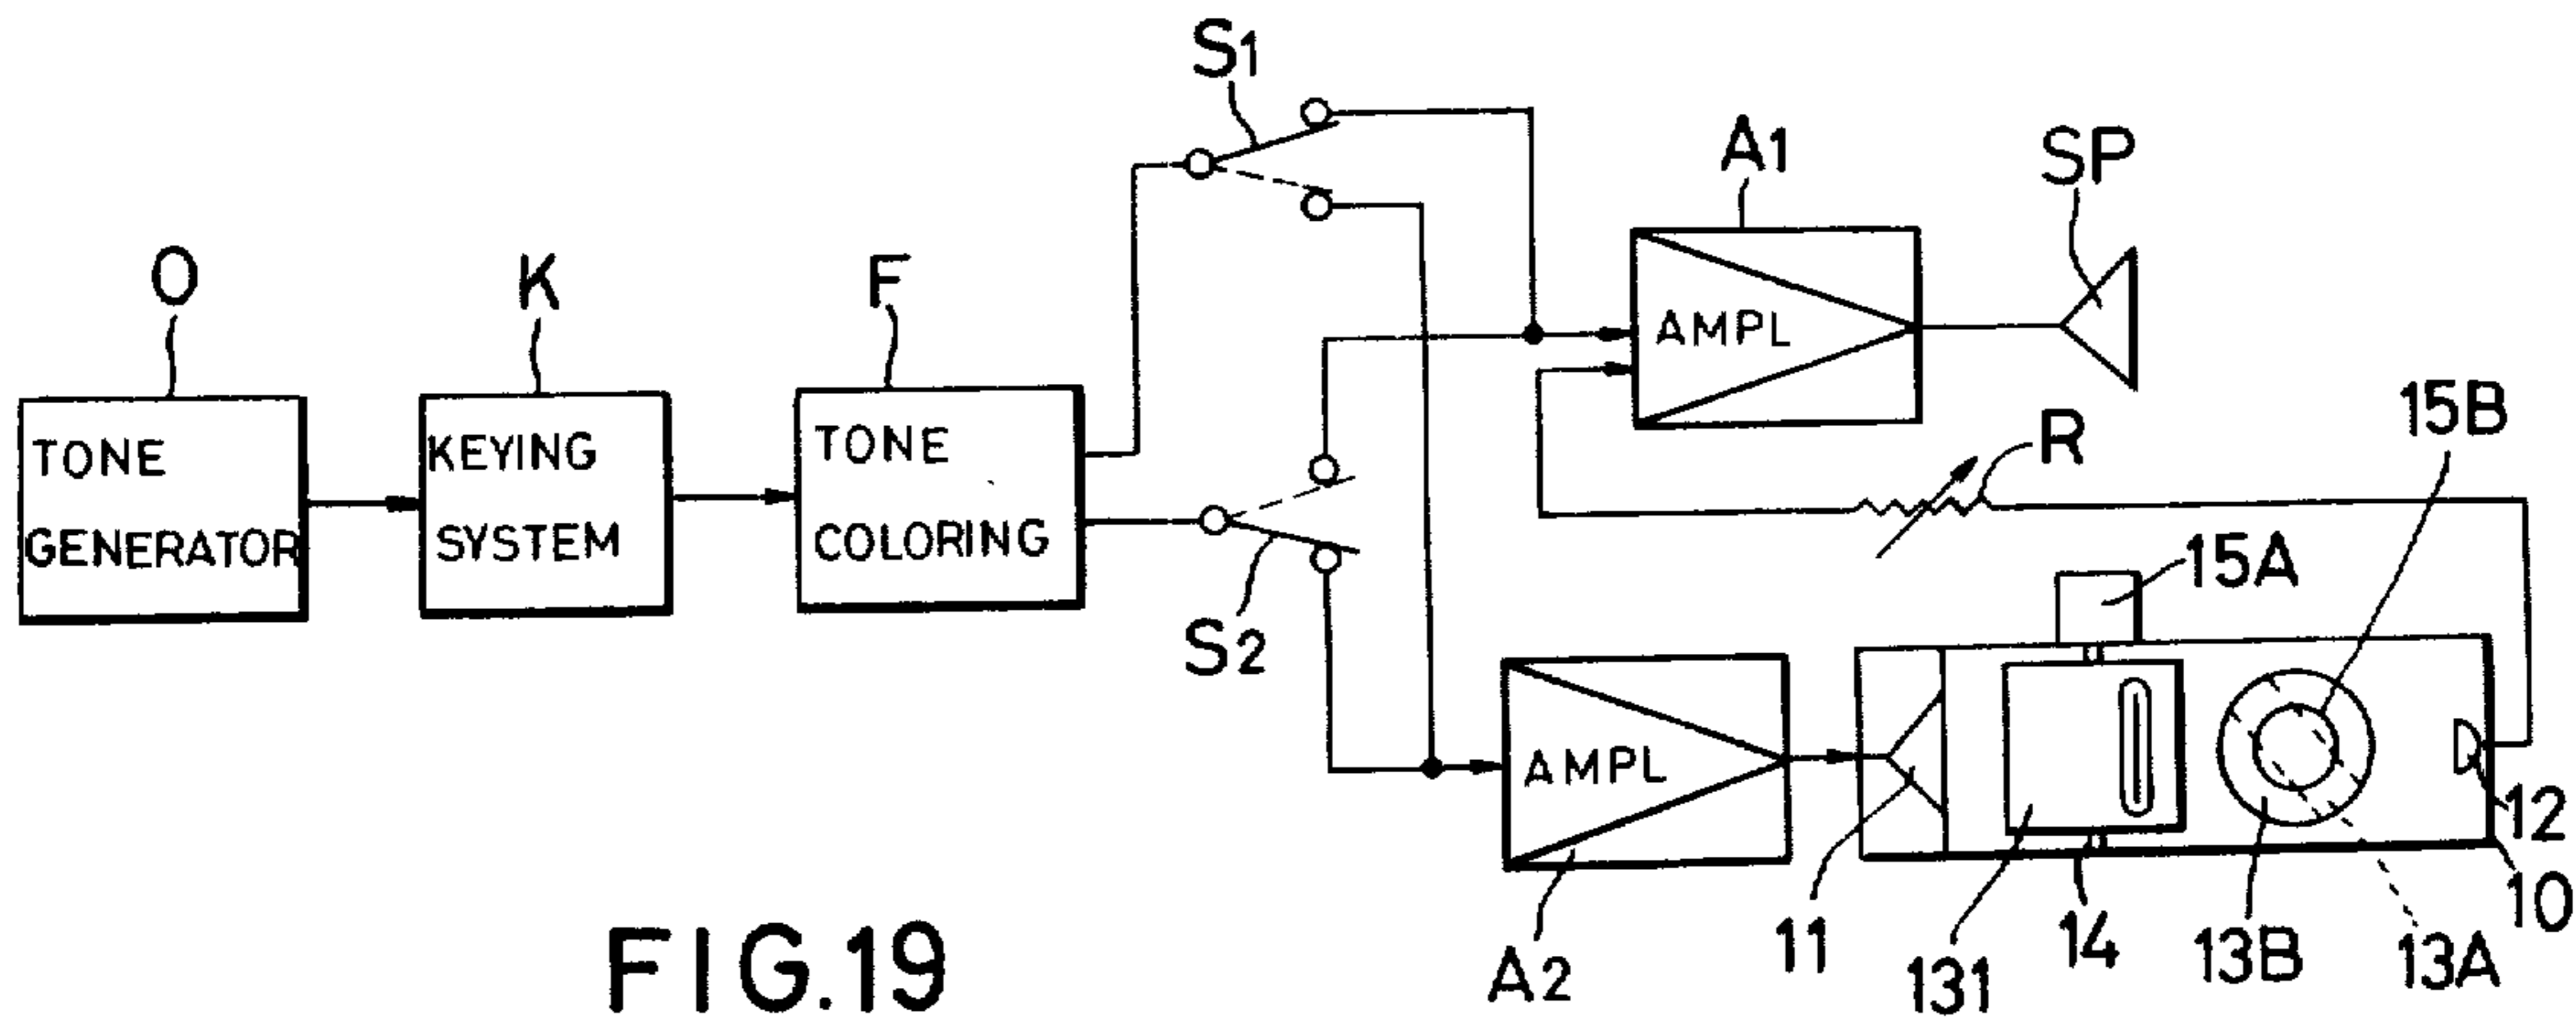 S1
A1
SP
O
K
F
15B
AMPL
R
TONE
GENERATOR
KEYING
SYSTEM
TONE
COLORING
15A
S2
AMPL
12
10
11
14
131
13B
13A
A2
FIG.19